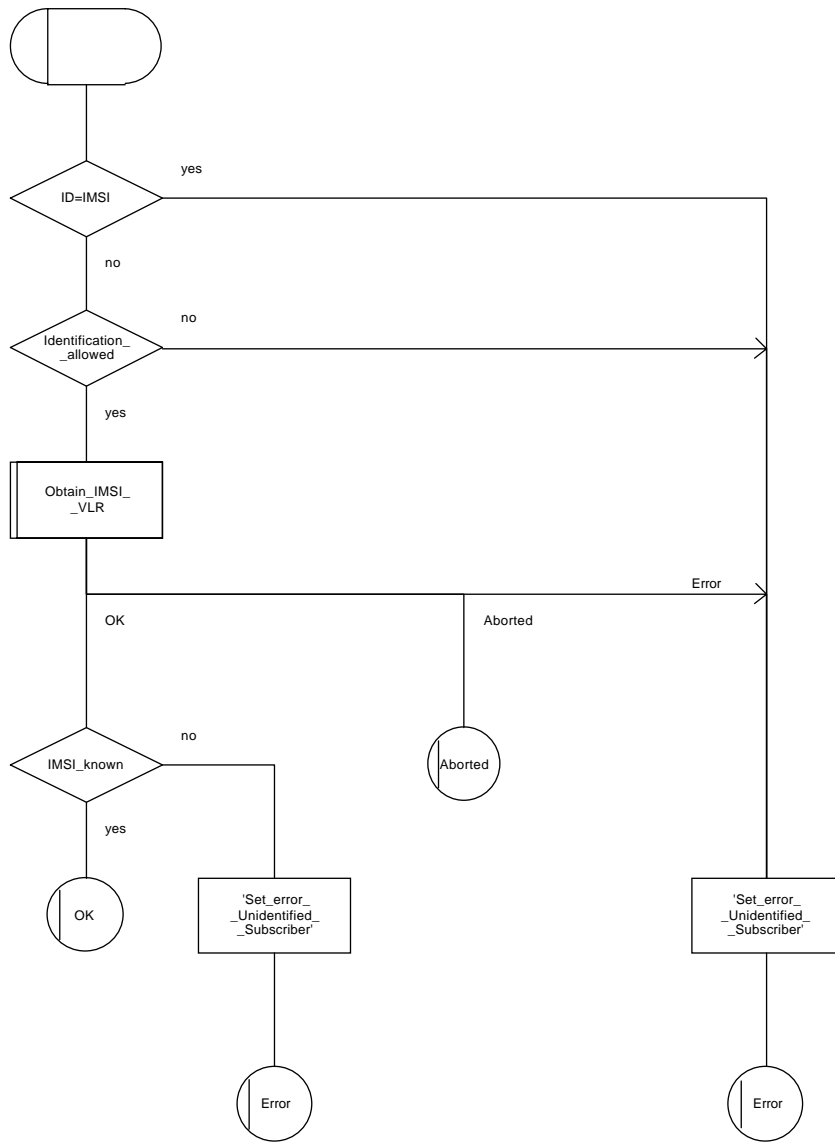 yes
ID=IMSI
no
no
Identification_
_allowed
yes
Obtain_IMSI_
_VLR
Error
OK
Aborted
no
IMSI_known
Aborted
yes
OK
'Set_error_
_Unidentified_
_Subscriber'
'Set_error_
_Unidentified_
_Subscriber'
Error
Error